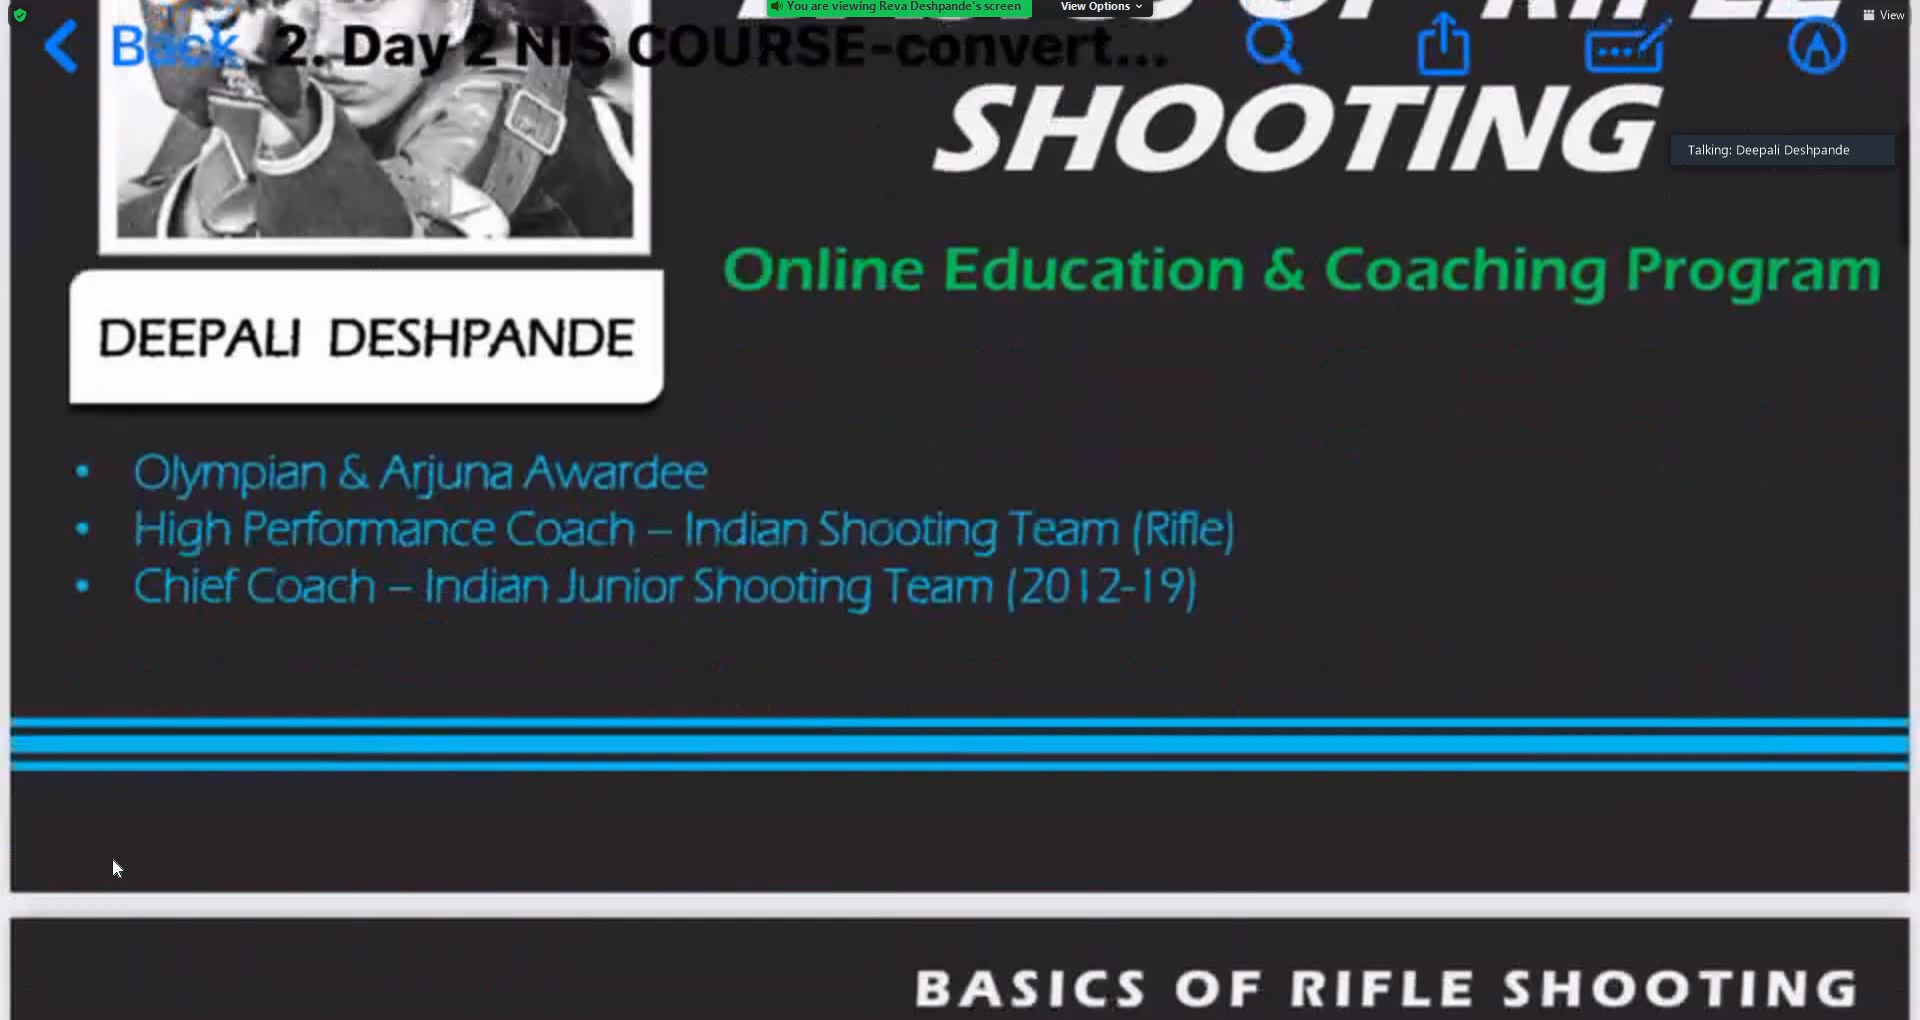 You are viewing Reva Deshpande's screen
View Options
View
Back
2. Day 2 NIS COURSE-convert...
OF RIFLE
SHOOTING
Talking: Deepali Deshpande
Online Education & Coaching Program
DEEPALI DESHPANDE
• Olympian & Arjuna Awardee
• High Performance Coach – Indian Shooting Team (Rifle)
• Chief Coach – Indian Junior Shooting Team (2012-19)
BASICS OF RIFLE SHOOTING